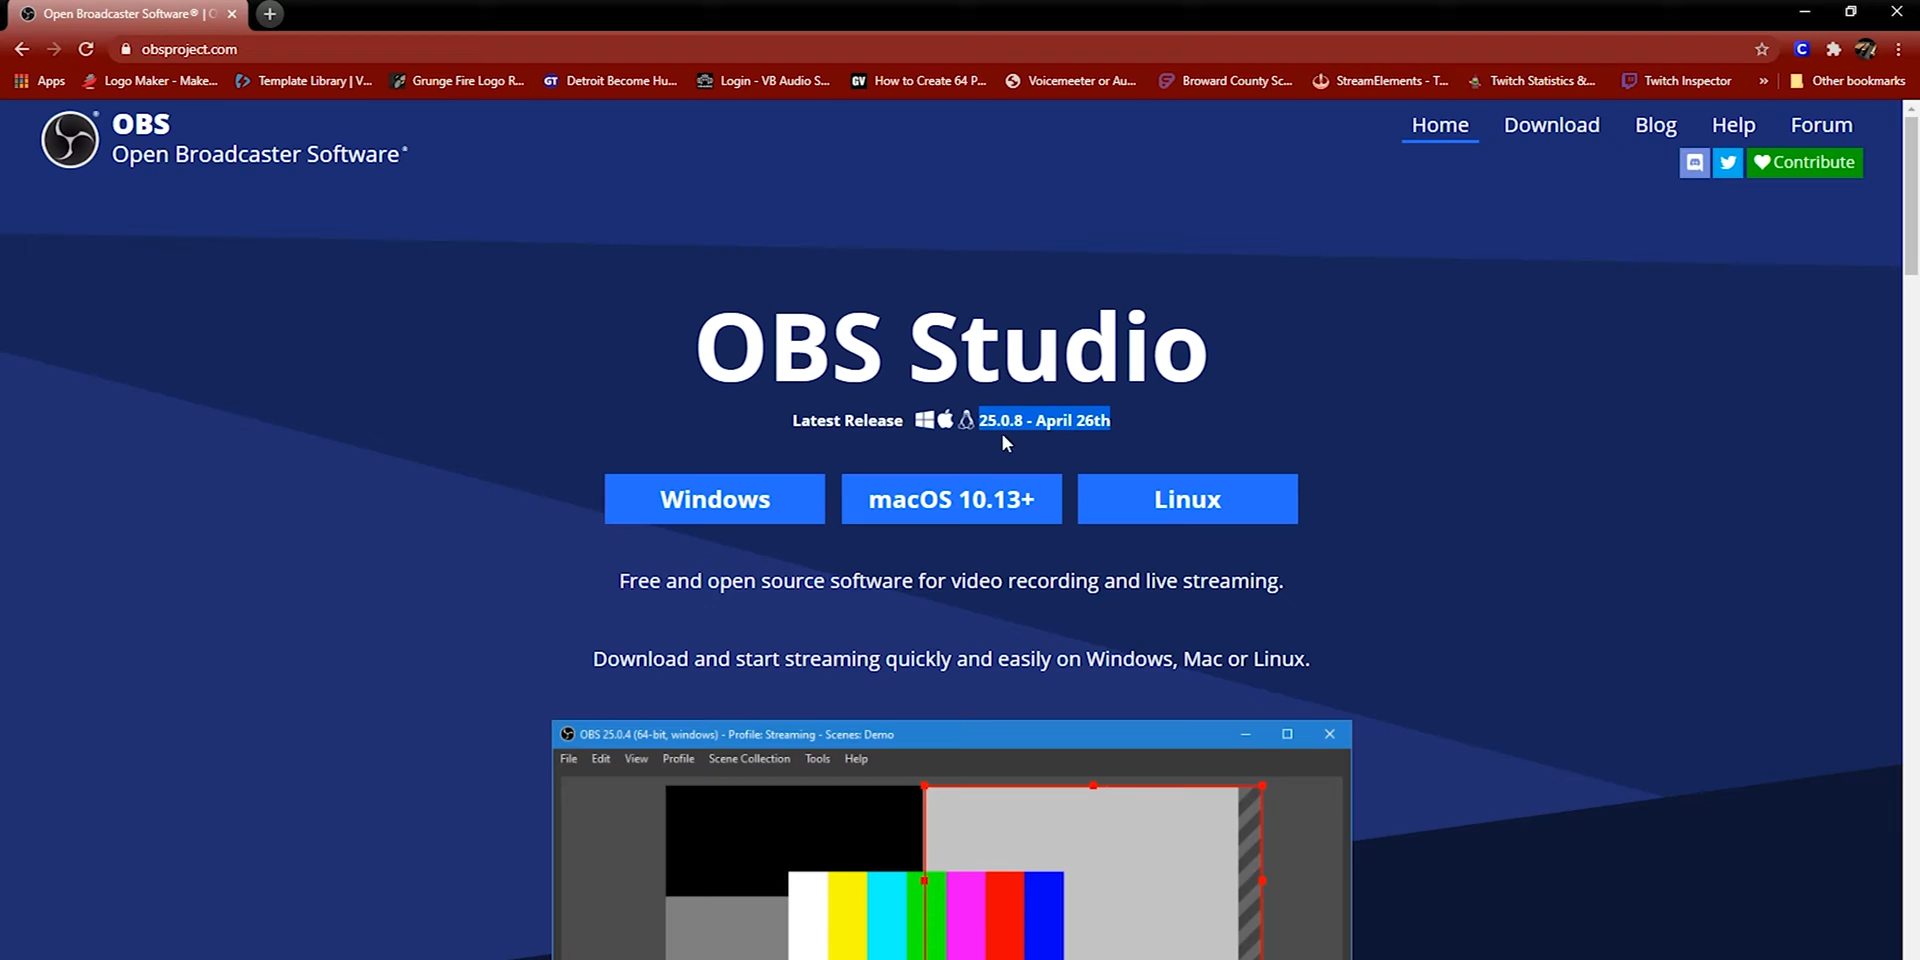 Open Broadcaster Software® | O
obsproject.com
Apps
Logo Maker - Make...
Template Library | V...
Grunge Fire Logo R...
GT
Detroit Become Hu...
Login - VB Audio S...
GV
How to Create 64 P...
Voicemeeter or Au...
Broward County Sc...
StreamElements - T...
Twitch Statistics &...
Twitch Inspector
»
Other bookmarks
OBS
Open Broadcaster Software®
Home
Download
Blog
Help
Forum
Contribute
OBS Studio
Latest Release 25.0.8 - April 26th
Windows
macOS 10.13+
Linux
Free and open source software for video recording and live streaming.
Download and start streaming quickly and easily on Windows, Mac or Linux.
OBS 25.0.4 (64-bit, windows) - Profile: Streaming - Scenes: Demo
File Edit View Profile Scene Collection Tools Help